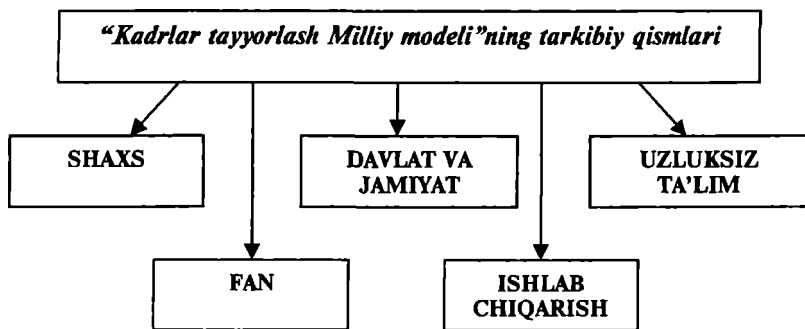 “Kadrlar tayyorlash Milliy modeli”ning tarkibiy qismlari
SHAXS
DAVLAT VA
JAMIYAT
UZLUKSIZ
TA’LIM
FAN
ISHLAB
CHIQARISH